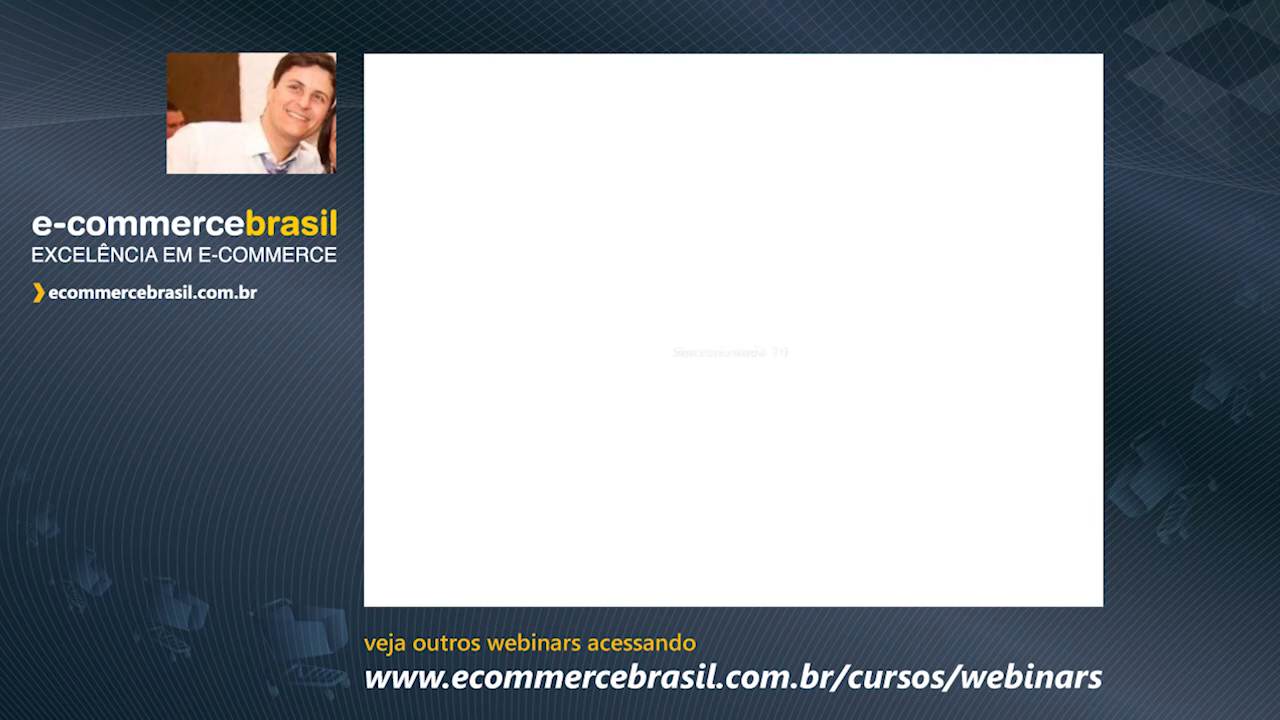 e-commercebrasil
EXCELÊNCIA EM E-COMMERCE
ecommercebrasil.com.br
veja outros webinars acessando
www.ecommercebrasil.com.br/cursos/webinars